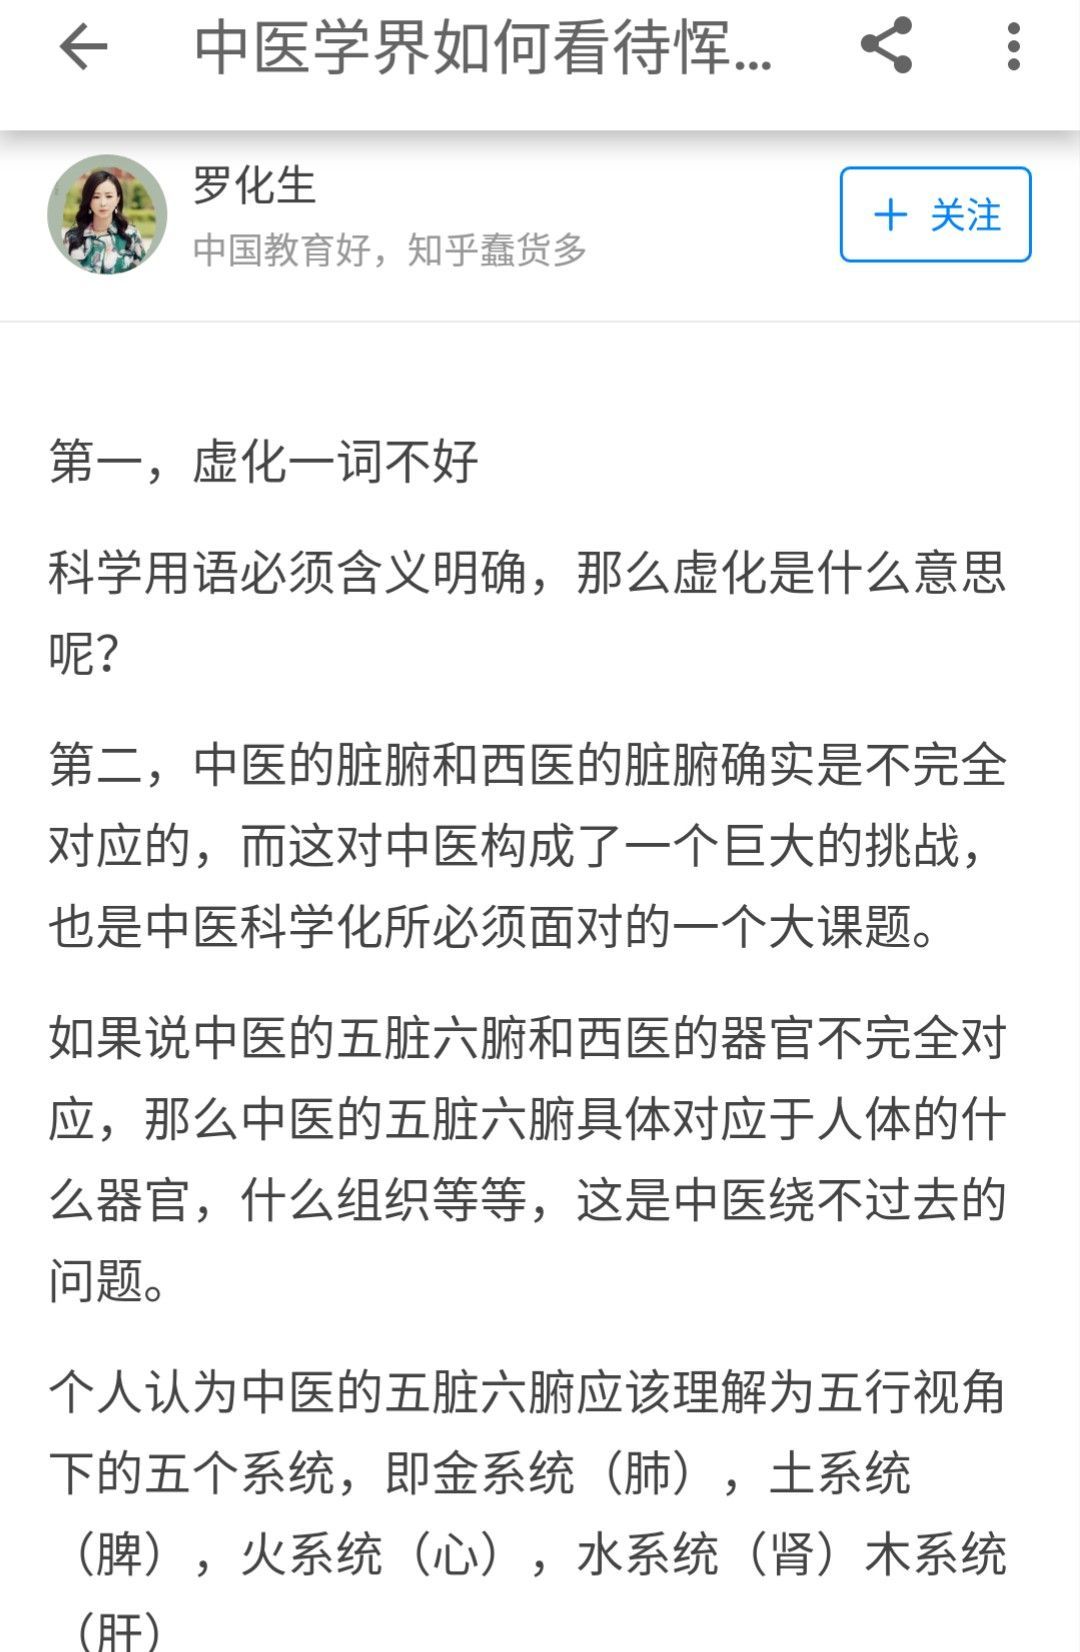 中医学界如何看待恽...
罗化生
中国教育好，知乎蠢货多
+ 关注
第一，虚化一词不好
科学用语必须含义明确，那么虚化是什么意思
呢？
第二，中医的脏腑和西医的脏腑确实是不完全
对应的，而这对中医构成了一个巨大的挑战，
也是中医科学化所必须面对的一个大课题。
如果说中医的五脏六腑和西医的器官不完全对
应，那么中医的五脏六腑具体对应于人体的什
么器官，什么组织等等，这是中医绕不过去的
问题。
个人认为中医的五脏六腑应该理解为五行视角
下的五个系统，即金系统（肺），土系统
（脾），火系统（心），水系统（肾）木系统
（肝）